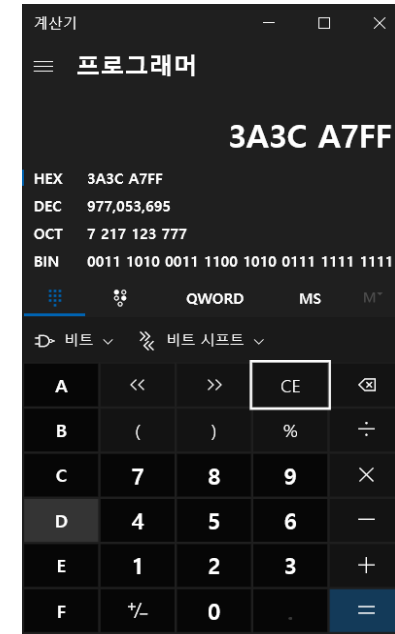 계산기
프로그래머
3A3C A7FF
HEX 3A3C A7FF
DEC 977,053,695
OCT 7 217 123 777
BIN 0011 1010 0011 1100 1010 0111 1111 1111
QWORD MS M˅
비트 비트 시프트
A << >> CE
B ( ) % ÷
C 7 8 9 ×
D 4 5 6 −
E 1 2 3 +
F +/− 0 . =